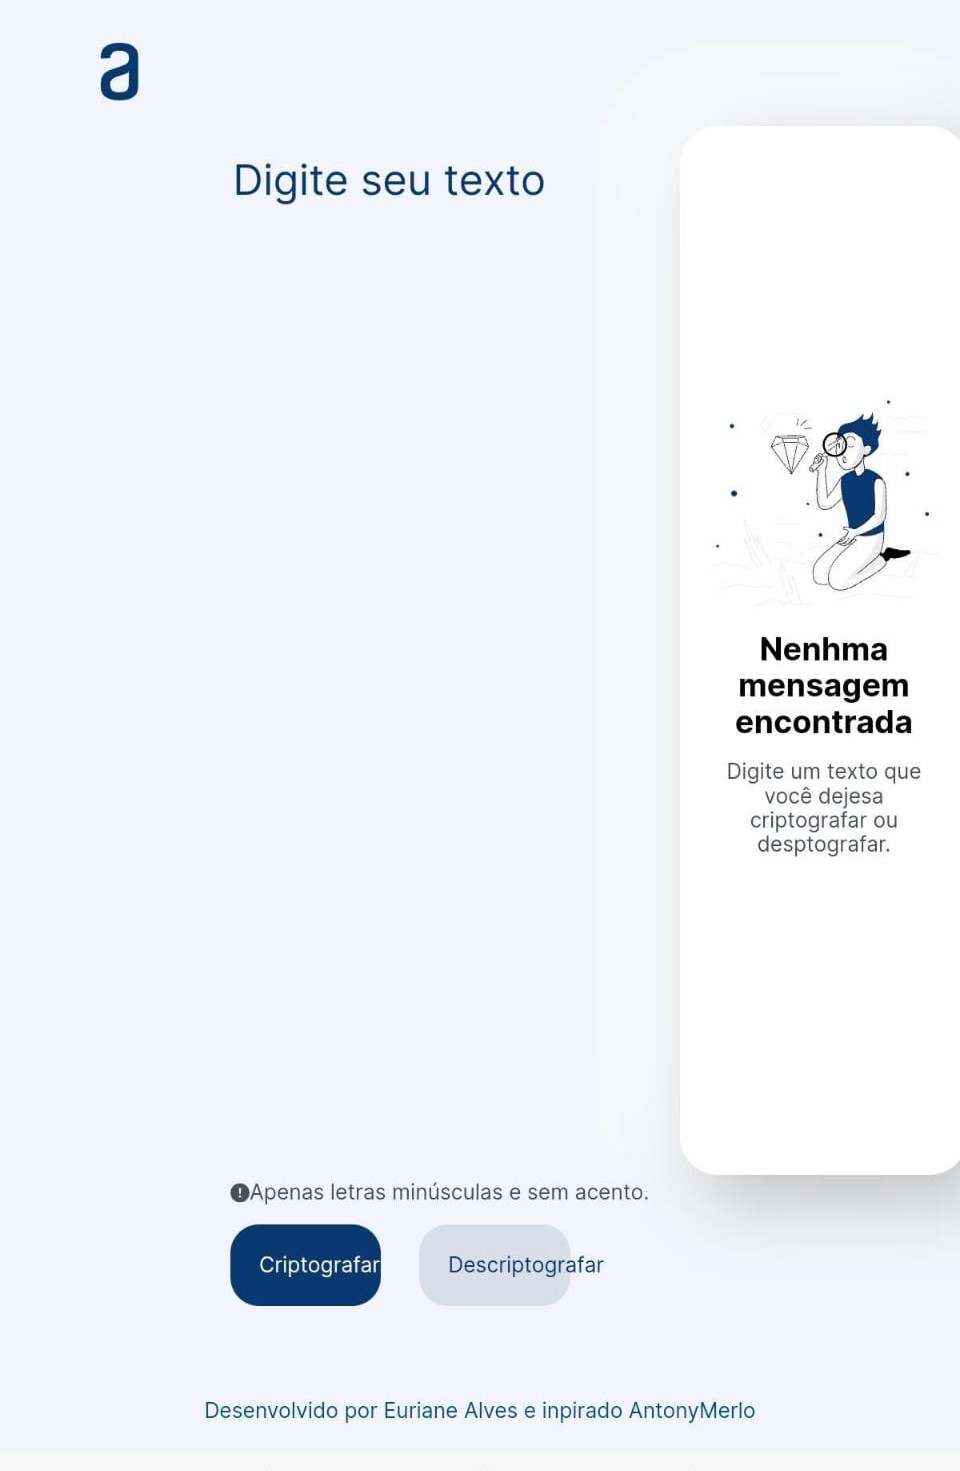 a
Digite seu texto
Nenhma
mensagem
encontrada
Digite um texto que
você dejesa
criptografar ou
desptografar.
Apenas letras minúsculas e sem acento.
Criptografar
Descriptografar
Desenvolvido por Euriane Alves e inpirado AntonyMerlo